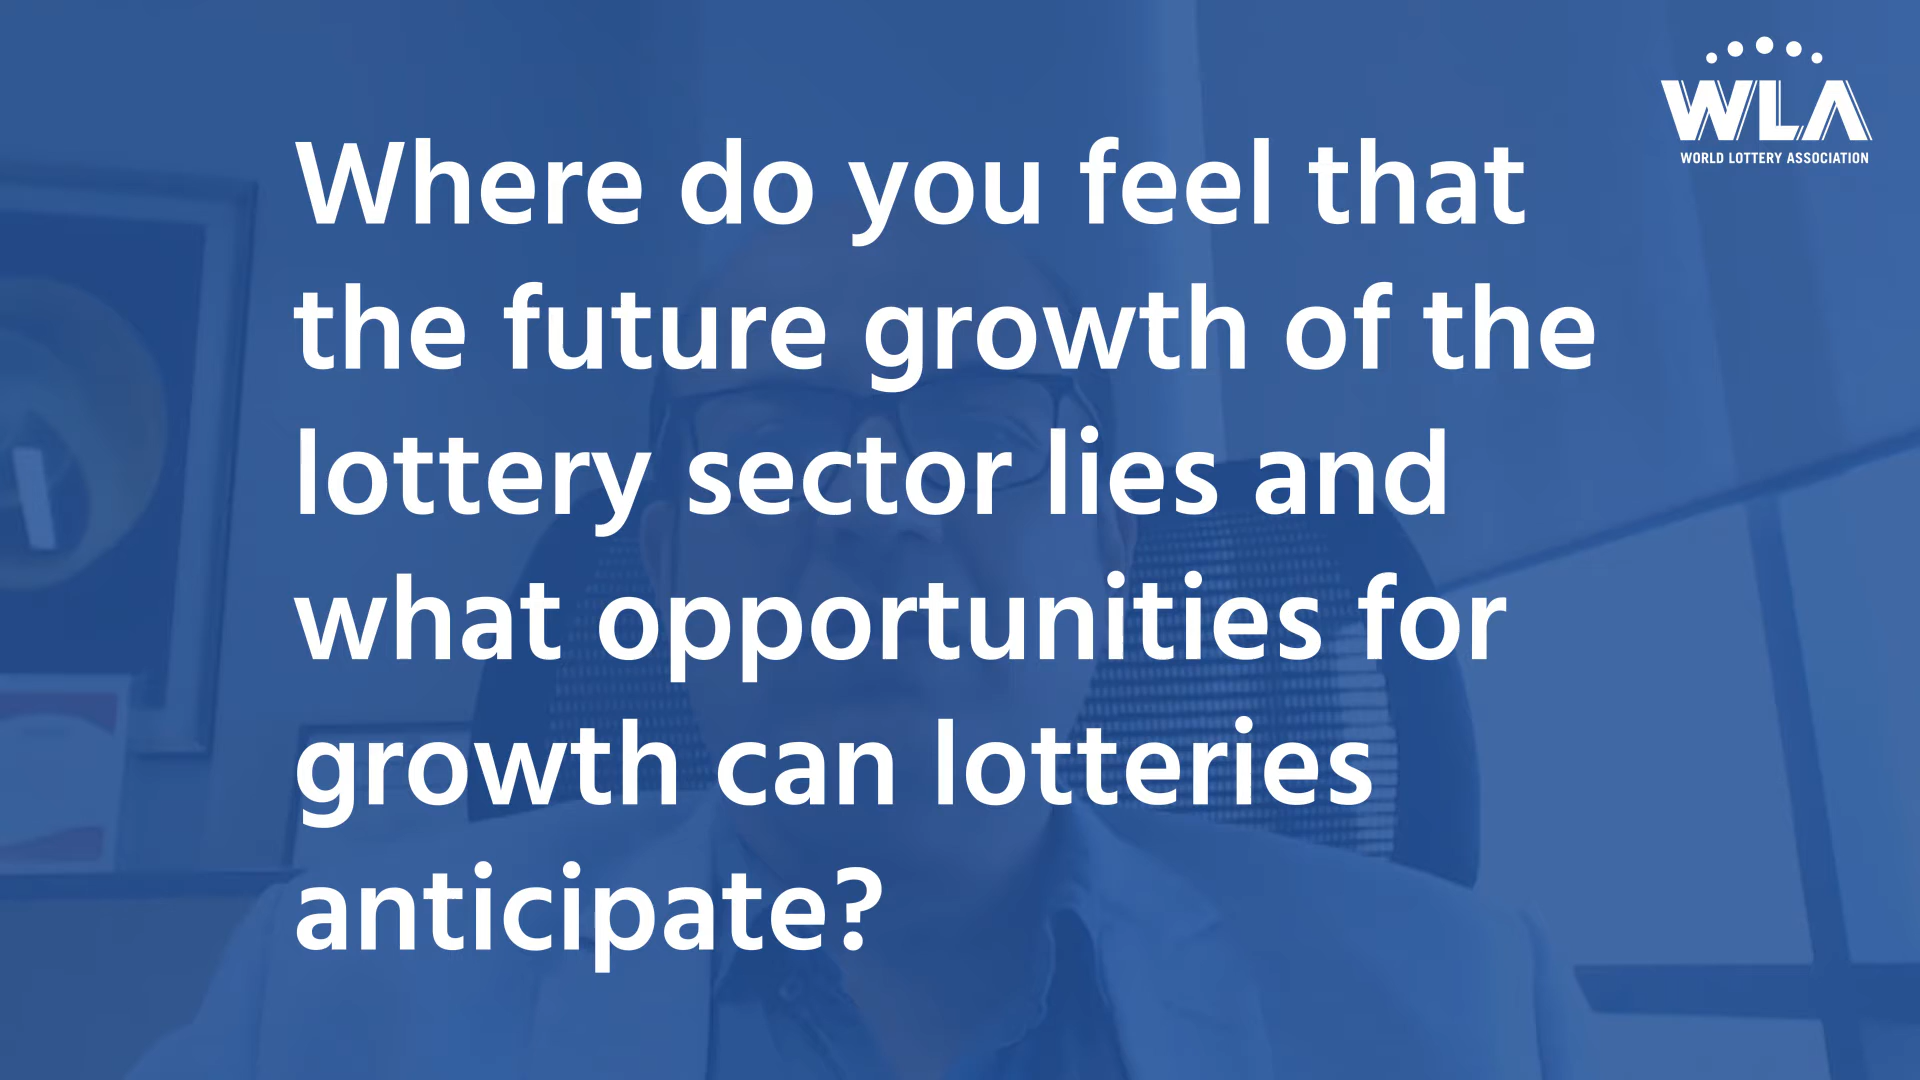 WLA
WORLD LOTTERY ASSOCIATION
Where do you feel that
the future growth of the
lottery sector lies and
what opportunities for
growth can lotteries
anticipate?